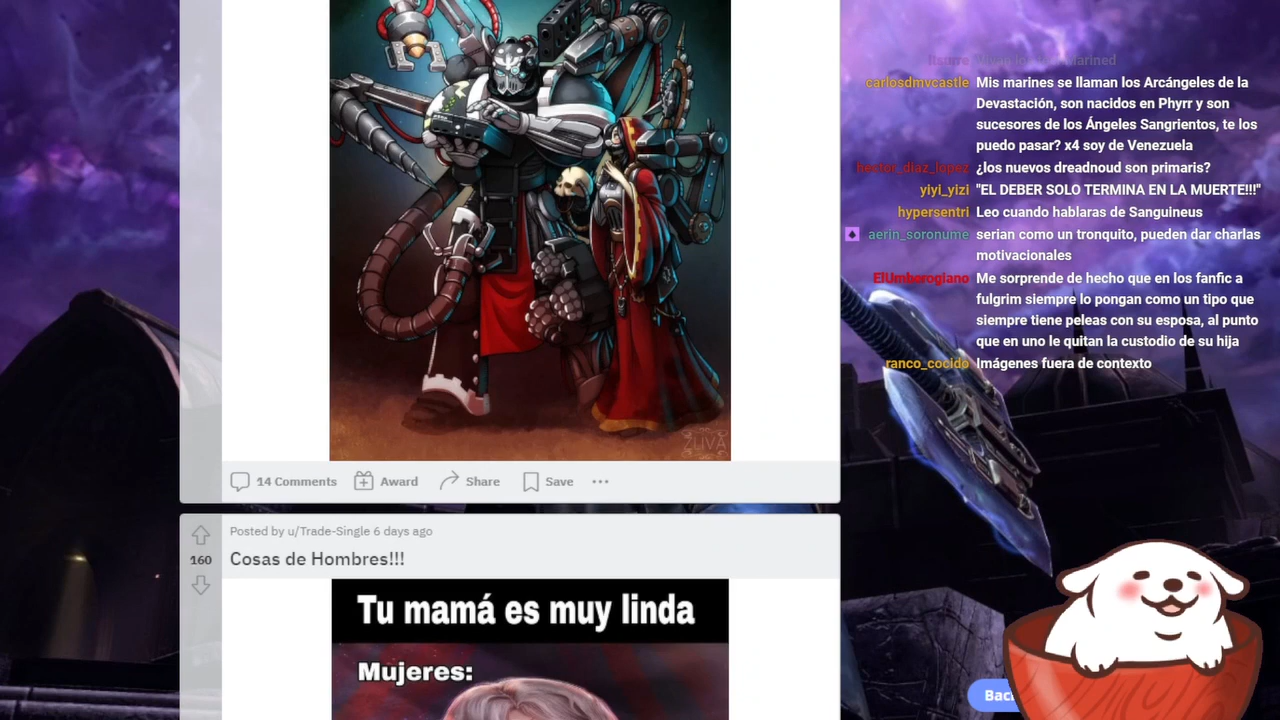 14 Comments Award Share Save
Posted by u/Trade-Single 6 days ago
160
Cosas de Hombres!!!
Tu mamá es muy linda
Mujeres:
ZLIVA
carlosdmvcastle Mis marines se llaman los Arcángeles de la
Devastación, son nacidos en Phyrr y son
sucesores de los Ángeles Sangrientos, te los
puedo pasar? x4 soy de Venezuela
hector_diaz_lopez ¿los nuevos dreadnoud son primaris?
yiyi_yizi "EL DEBER SOLO TERMINA EN LA MUERTE!!!"
hypersentri Leo cuando hablaras de Sanguineus
aerin_soronume serian como un tronquito, pueden dar charlas
motivacionales
ElUmberogiano Me sorprende de hecho que en los fanfic a
fulgrim siempre lo pongan como un tipo que
siempre tiene peleas con su esposa, al punto
que en uno le quitan la custodio de su hija
ranco_cocido Imágenes fuera de contexto